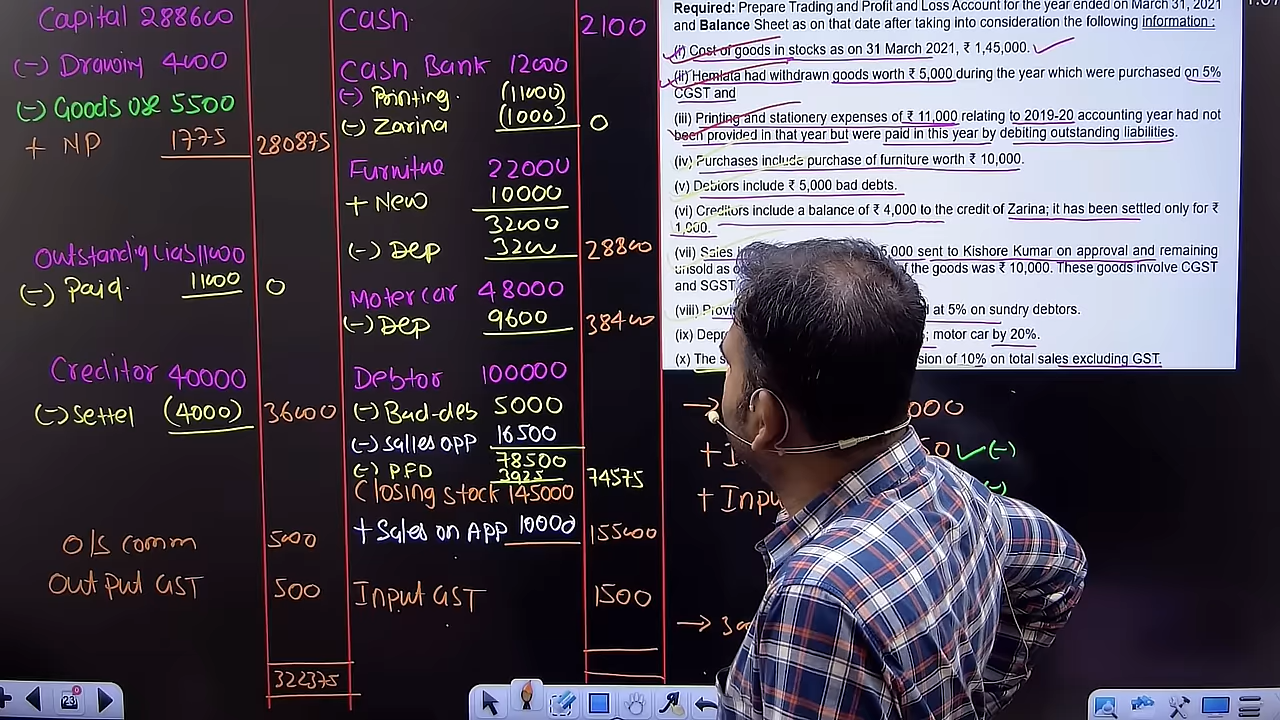 Capital 288600
(-) Drawing 4000
(-) Goods use 5500
+ NP 1775 280875
Outstanding Lias 11000
(-) Paid. 11000 0
Creditor 40000
(-) Settel (4000) 36000
O/s comm 5000
Output GST 500
322375
Cash 2100
Cash Bank 12000
(-) Printing. (11000)
(-) Zarina (1000) 0
Furniture 22000
+ New 10000
32000
(-) Dep 3200 28800
Motercar 48000
(-) Dep 9600 38400
Debtor 100000
(-) Bad-deb 5000
(-) Salles app 16500
78500
(-) PFD 3925 74575
Closing stock 145000
+ Sales on App 10000 155000
Input GST 1500
Required: Prepare Trading and Profit and Loss Account for the year ended on March 31, 2021
and Balance Sheet as on that date after taking into consideration the following information :
(i) Cost of goods in stocks as on 31 March 2021, ₹ 1,45,000.
(ii) Hemlata had withdrawn goods worth ₹ 5,000 during the year which were purchased on 5%
CGST and
(iii) Printing and stationery expenses of ₹ 11,000 relating to 2019-20 accounting year had not
been provided in that year but were paid in this year by debiting outstanding liabilities.
(iv) Purchases include purchase of furniture worth ₹ 10,000.
(v) Debtors include ₹ 5,000 bad debts.
(vi) Creditors include a balance of ₹ 4,000 to the credit of Zarina; it has been settled only for ₹
1,000.
(vii) Sales 5,000 sent to Kishore Kumar on approval and remaining
unsold as o f the goods was ₹ 10,000. These goods involve CGST
and SGST
(viii) Provi d at 5% on sundry debtors.
(ix) Depr ; motor car by 20%.
(x) The s sion of 10% on total sales excluding GST.
→ 000
+ I 0 ✓(-)
+ Inpu
→ 
23